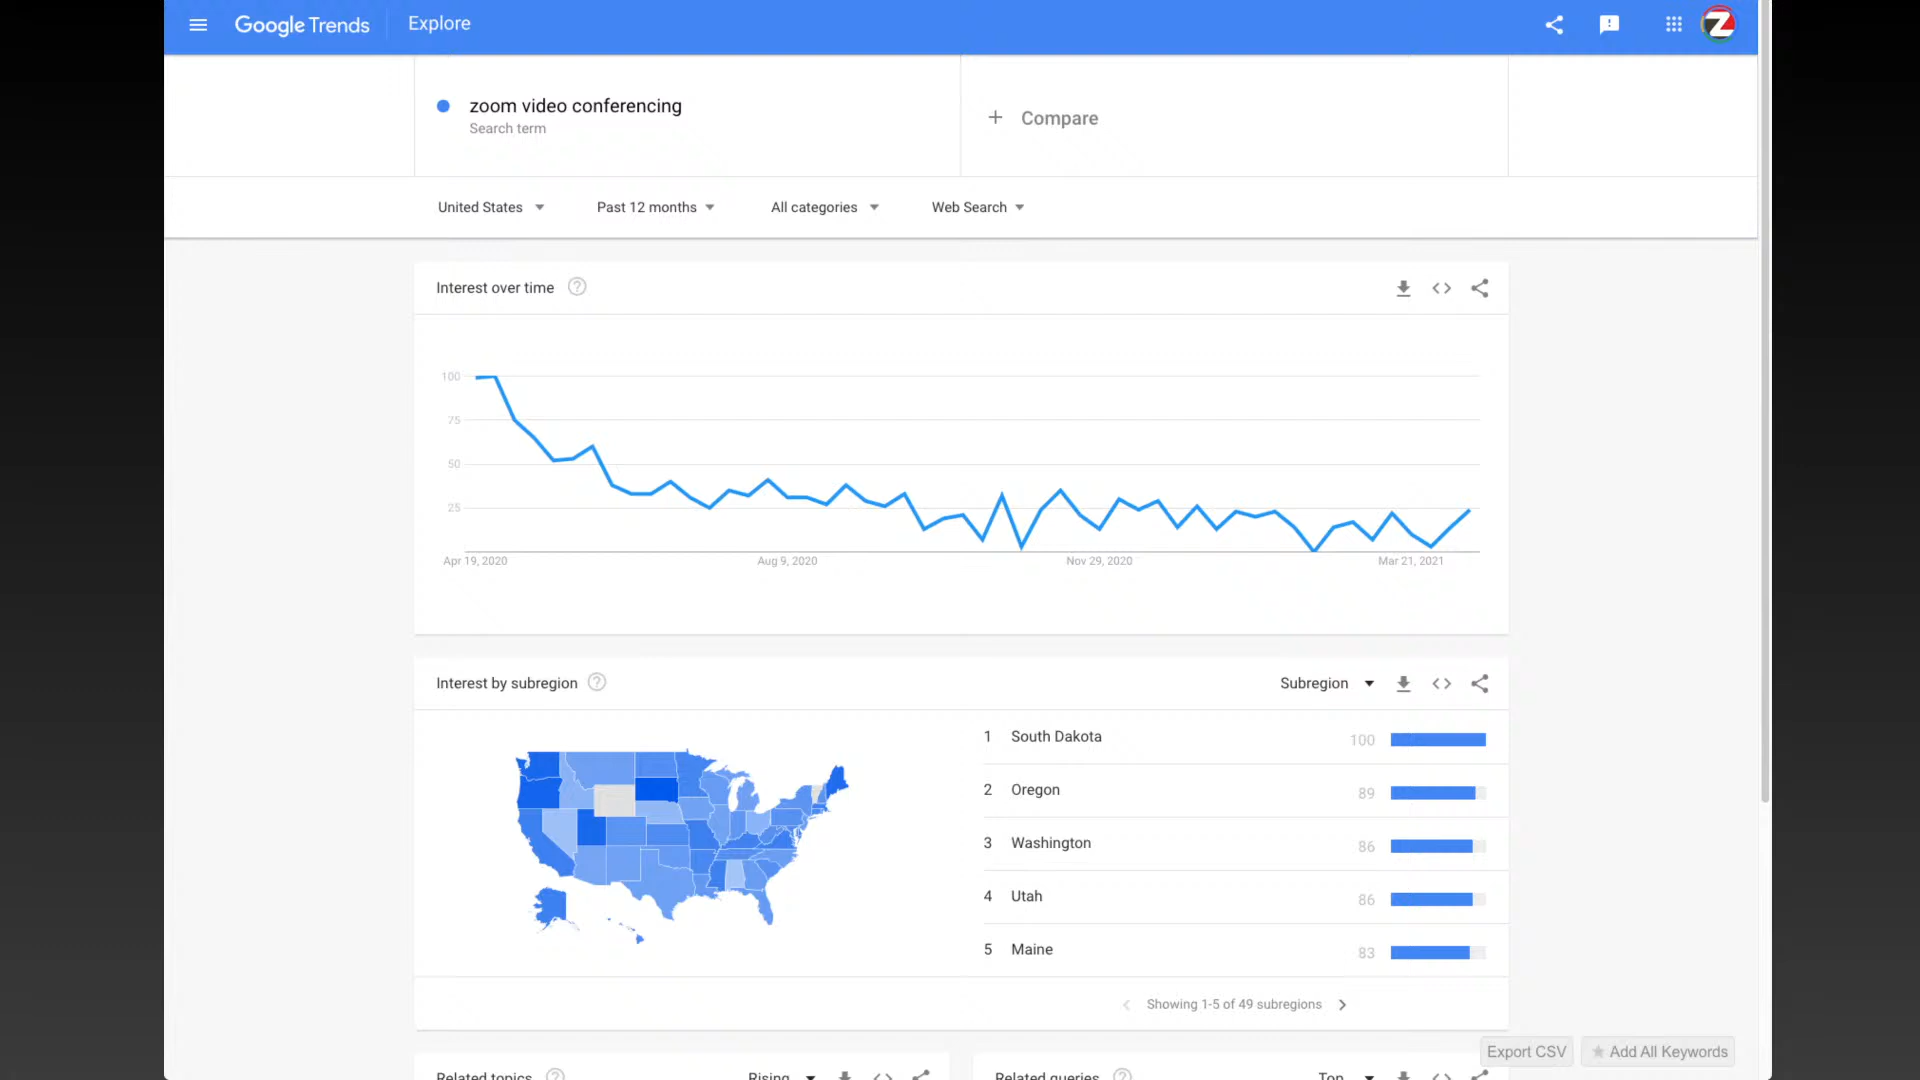 Google Trends
Explore
zoom video conferencing
Search term
+ Compare
United States
Past 12 months
All categories
Web Search
Interest over time
100
75
50
25
Apr 19, 2020
Aug 9, 2020
Nov 29, 2020
Mar 21, 2021
Interest by subregion
Subregion
1 South Dakota 100
2 Oregon 89
3 Washington 86
4 Utah 86
5 Maine 83
Showing 1-5 of 49 subregions
Export CSV
Add All Keywords
Related topics
Rising
Related queries
Top